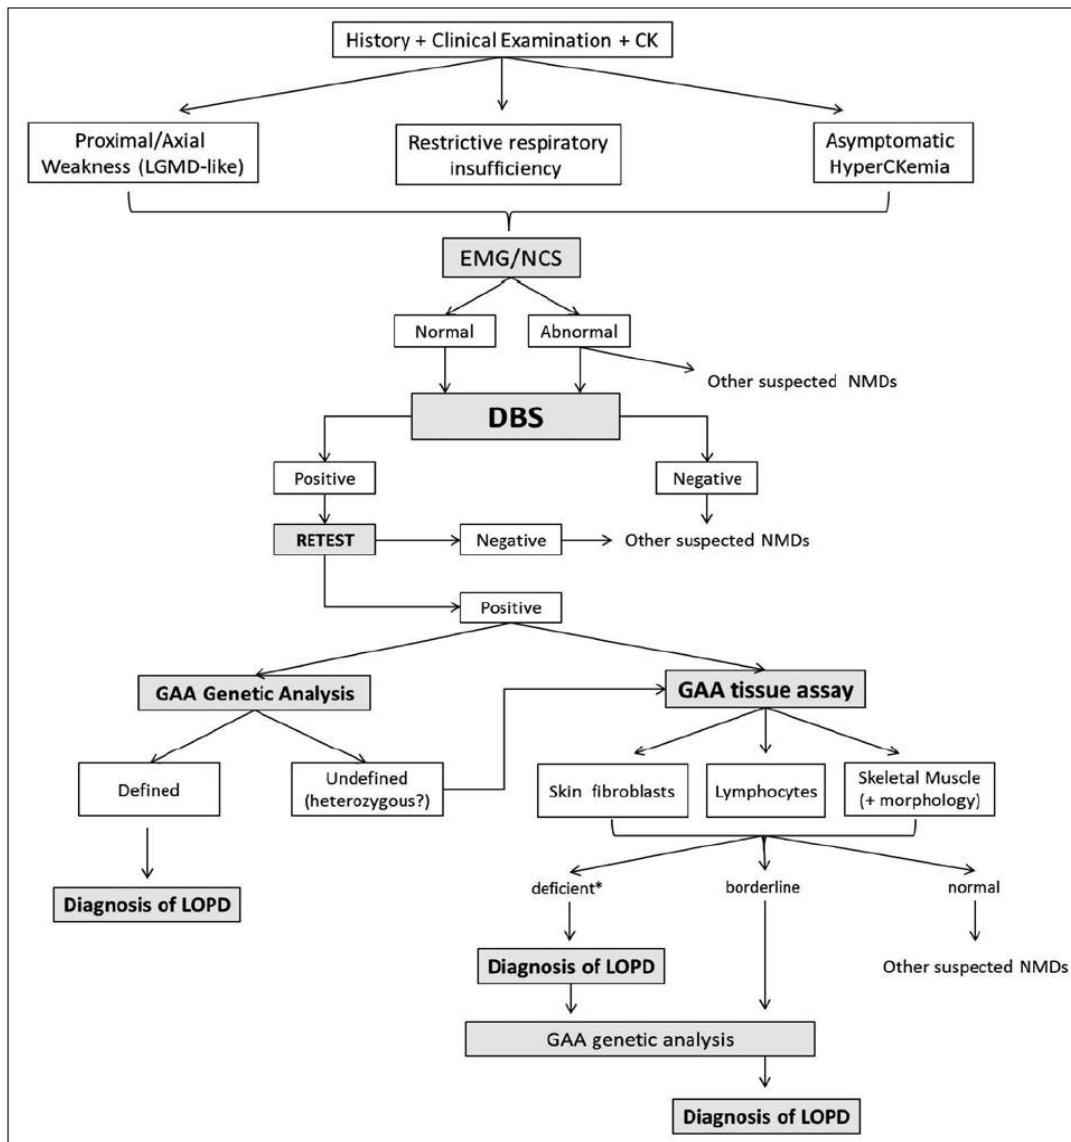 History + Clinical Examination + CK
Proximal/Axial
Weakness (LGMD-like)
Restrictive respiratory
insufficiency
Asymptomatic
HyperCKemia
EMG/NCS
Normal
Abnormal
Other suspected NMDs
DBS
Positive
Negative
RETEST
Negative
Other suspected NMDs
Positive
GAA Genetic Analysis
GAA tissue assay
Defined
Undefined
(heterozygous?)
Skin fibroblasts
Lymphocytes
Skeletal Muscle
(+ morphology)
deficient*
borderline
normal
Diagnosis of LOPD
Diagnosis of LOPD
Other suspected NMDs
GAA genetic analysis
Diagnosis of LOPD